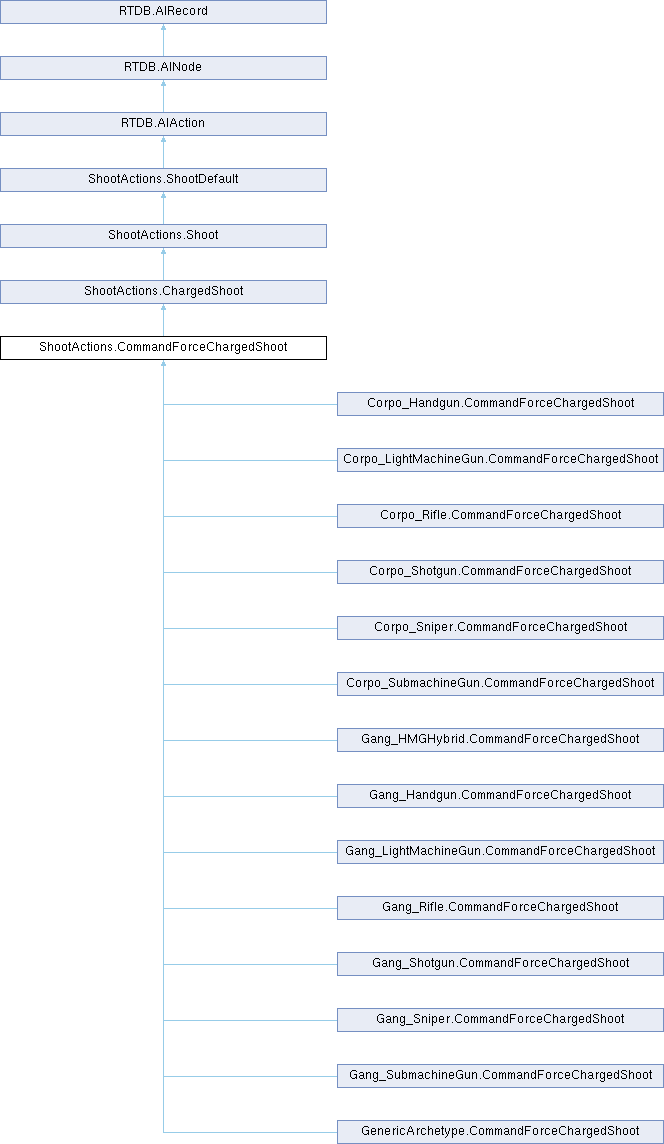 RTDB.AIRecord
RTDB.AINode
RTDB.AIAction
ShootActions.ShootDefault
ShootActions.Shoot
ShootActions.ChargedShoot
ShootActions.CommandForceChargedShoot
Corpo_Handgun.CommandForceChargedShoot
Corpo_LightMachineGun.CommandForceChargedShoot
Corpo_Rifle.CommandForceChargedShoot
Corpo_Shotgun.CommandForceChargedShoot
Corpo_Sniper.CommandForceChargedShoot
Corpo_SubmachineGun.CommandForceChargedShoot
Gang_HMGHybrid.CommandForceChargedShoot
Gang_Handgun.CommandForceChargedShoot
Gang_LightMachineGun.CommandForceChargedShoot
Gang_Rifle.CommandForceChargedShoot
Gang_Shotgun.CommandForceChargedShoot
Gang_Sniper.CommandForceChargedShoot
Gang_SubmachineGun.CommandForceChargedShoot
GenericArchetype.CommandForceChargedShoot